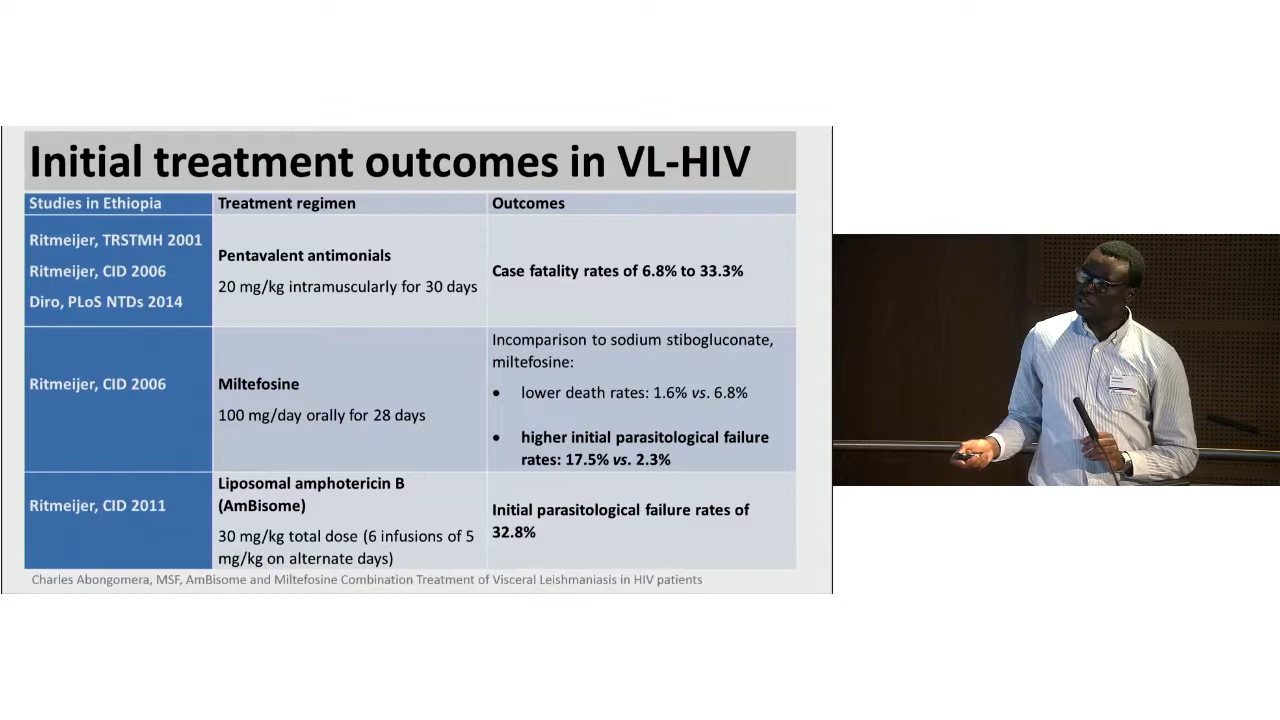 Initial treatment outcomes in VL-HIV
Studies in Ethiopia
Treatment regimen
Outcomes
Ritmeijer, TRSTMH 2001
Ritmeijer, CID 2006
Diro, PLoS NTDs 2014
Pentavalent antimonials
20 mg/kg intramuscularly for 30 days
Case fatality rates of 6.8% to 33.3%
Ritmeijer, CID 2006
Miltefosine
100 mg/day orally for 28 days
Incomparison to sodium stibogluconate,
miltefosine:
• lower death rates: 1.6% vs. 6.8%
• higher initial parasitological failure
rates: 17.5% vs. 2.3%
Ritmeijer, CID 2011
Liposomal amphotericin B
(AmBisome)
30 mg/kg total dose (6 infusions of 5
mg/kg on alternate days)
Initial parasitological failure rates of
32.8%
Charles Abongomera, MSF, AmBisome and Miltefosine Combination Treatment of Visceral Leishmaniasis in HIV patients